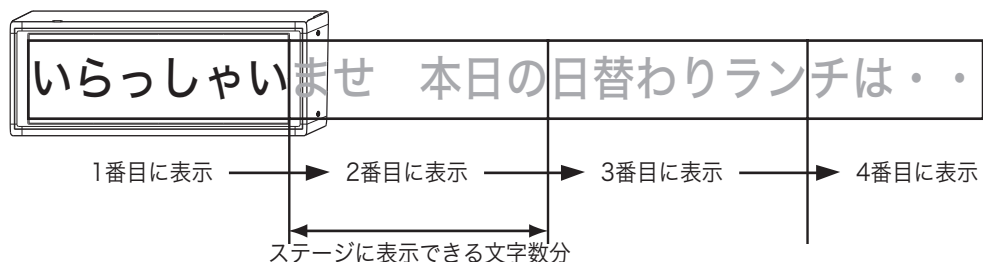 いらっしゃいませ　本日の日替わりランチは・・
1番目に表示 2番目に表示 3番目に表示 4番目に表示
ステージに表示できる文字数分